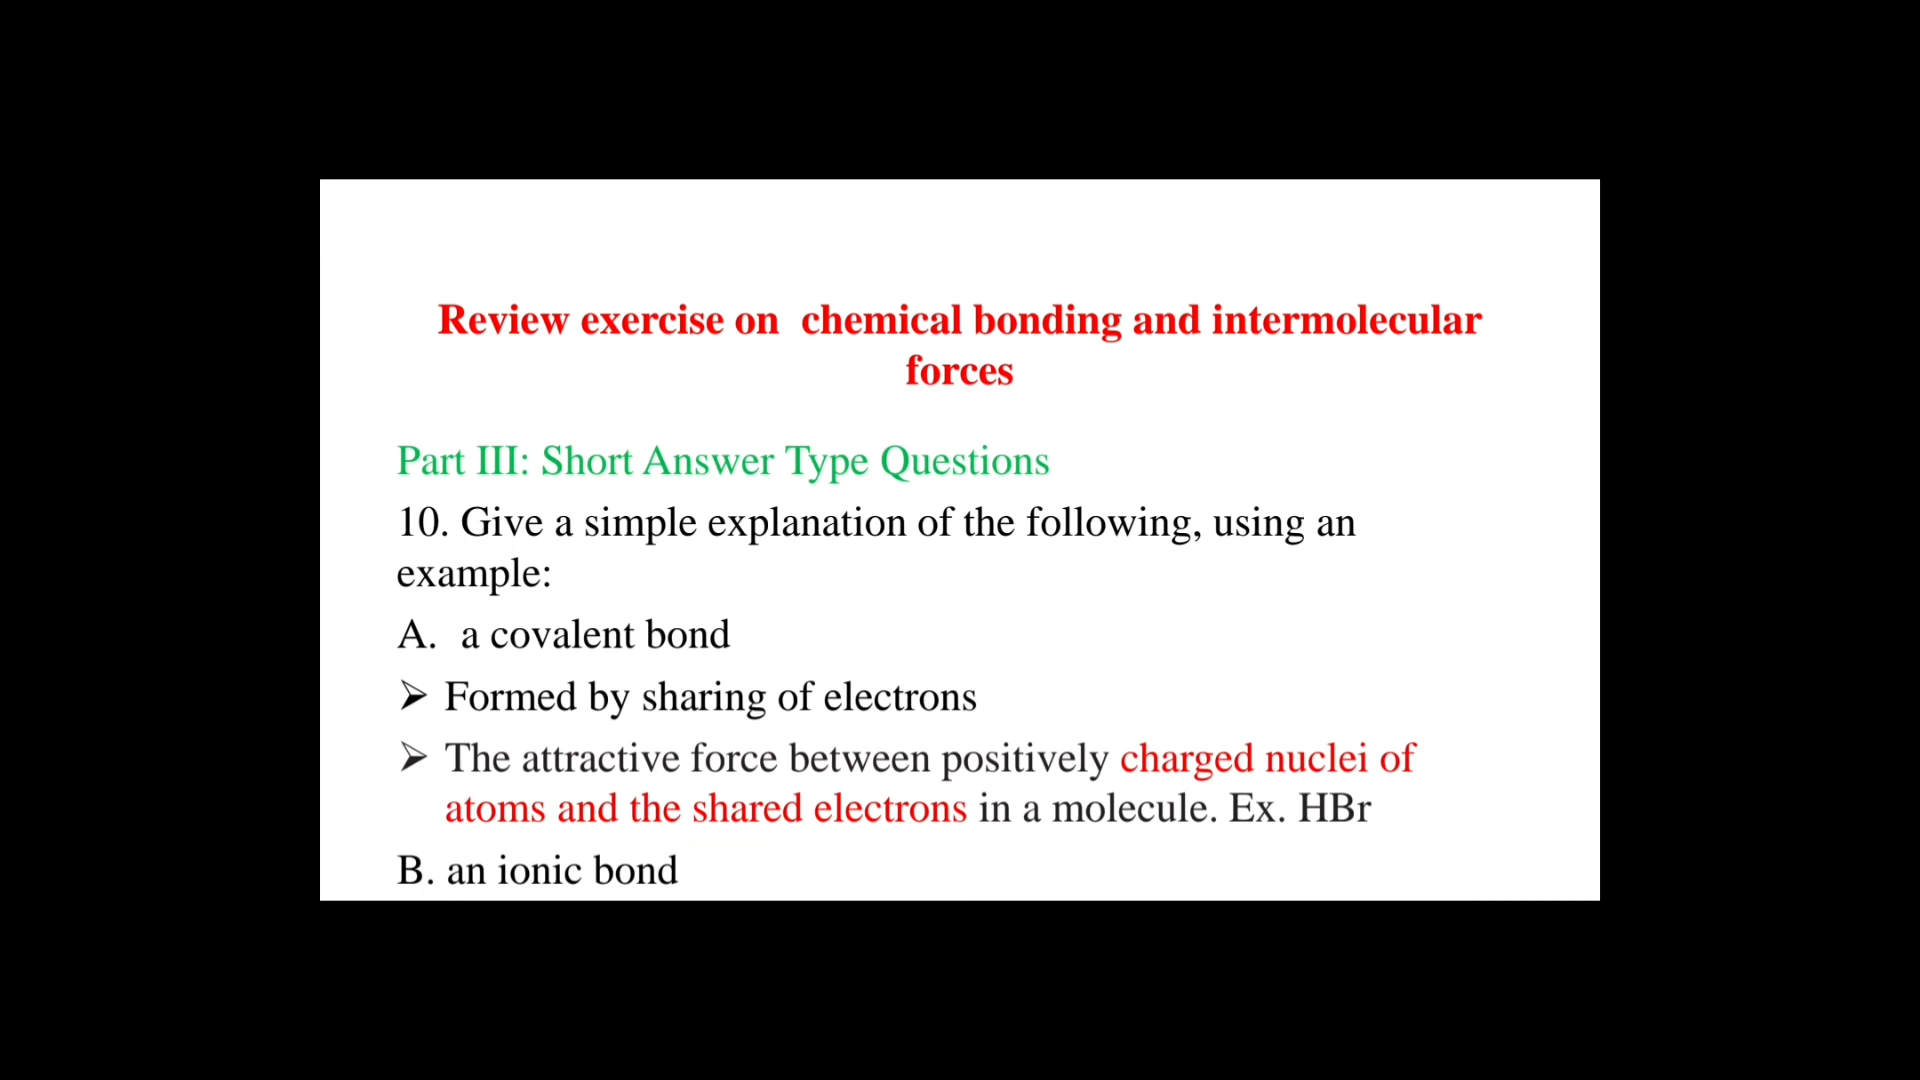 Review exercise on  chemical bonding and intermolecular
forces
Part III: Short Answer Type Questions
10. Give a simple explanation of the following, using an
example:
A.  a covalent bond
➢ Formed by sharing of electrons
➢ The attractive force between positively charged nuclei of
atoms and the shared electrons in a molecule. Ex. HBr
B. an ionic bond